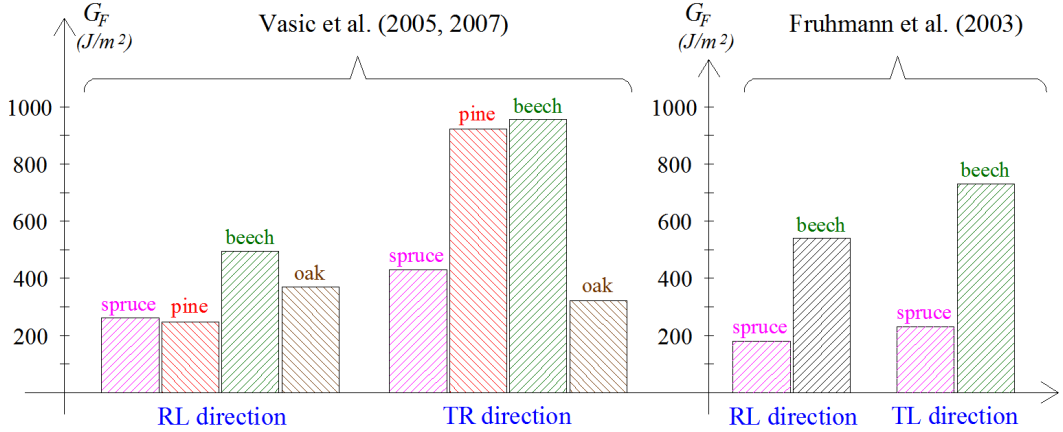 G_F
(J/m²)
Vasic et al. (2005, 2007)
1000
800
600
400
200
spruce
pine
beech
oak
spruce
pine
beech
oak
RL direction
TR direction
G_F
(J/m²)
Fruhmann et al. (2003)
1000
800
600
400
200
spruce
beech
spruce
beech
RL direction
TL direction